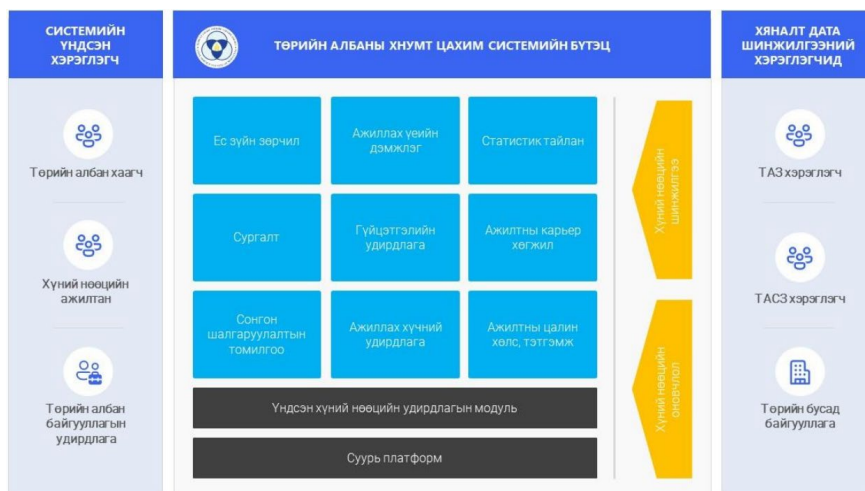 СИСТЕМИЙН
ҮНДСЭН
ХЭРЭГЛЭГЧ
Төрийн албан хаагч
Хүний нөөцийн
ажилтан
Төрийн албан
байгууллагын
удирдлага
ТӨРИЙН АЛБАНЫ ХНУМТ ЦАХИМ СИСТЕМИЙН БҮТЭЦ
Ёс зүйн зөрчил
Ажиллах үеийн
дэмжлэг
Статистик тайлан
Сургалт
Гүйцэтгэлийн
удирдлага
Ажилтны карьер
хөгжил
Сонгон
шалгаруулалтын
томилгоо
Ажиллах хүчний
удирдлага
Ажилтны цалин
хөлс, тэтгэмж
Үндсэн хүний нөөцийн удирдлагын модуль
Суурь платформ
Хүний нөөцийн
шинжилгээ
Хүний нөөцийн
оновчлол
ХЯНАЛТ ДАТА
ШИНЖИЛГЭЭНИЙ
ХЭРЭГЛЭГЧИД
ТАЗ хэрэглэгч
ТАСЗ хэрэглэгч
Төрийн бусад
байгууллага